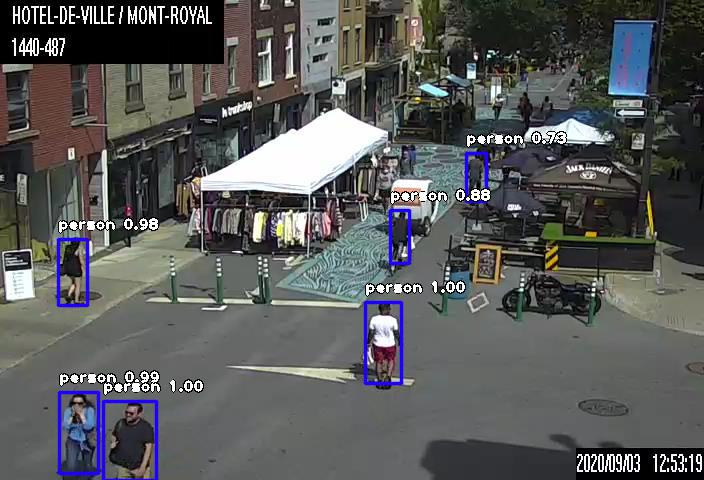 HOTEL-DE-VILLE / MONT-ROYAL
1440-487
person 0.73
JACK DANIEL'S
person 0.88
person 0.98
person 1.00
person 0.99
person 1.00
2020/09/03 12:53:19